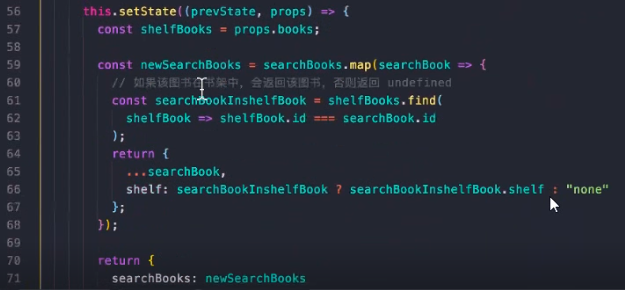 56 this.setState((prevState, props) => {
57 const shelfBooks = props.books;
58
59 const newSearchBooks = searchBooks.map(searchBook => {
60 // 如果该图书在书架中，会返回该图书，否则返回 undefined
61 const searchbookInshelfBook = shelfBooks.find(
62 shelfBook => shelfBook.id === searchBook.id
63 );
64 return {
65 ...searchBook,
66 shelf: searchBookInshelfBook ? searchBookInshelfBook.shelf : "none"
67 };
68 });
69
70 return {
71 searchBooks: newSearchBooks